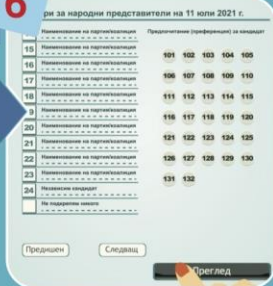 6
ри за народни представители на 11 юли 2021 г.
Наименование на партия/коалиция
Предпочитание (преференция) за кандидат
15 Наименование на партия/коалиция
16 Наименование на партия/коалиция
17 Наименование на партия/коалиция
18 Наименование на партия/коалиция
9 Наименование на партия/коалиция
20 Наименование на партия/коалиция
21 Наименование на партия/коалиция
22 Наименование на партия/коалиция
23 Наименование на партия/коалиция
24 Независим кандидат
Не подкрепям никого
101 102 103 104 105
106 107 108 109 110
111 112 113 114 115
116 117 118 119 120
121 122 123 124 125
126 127 128 129 130
131 132
Предишен
Следващ
Преглед